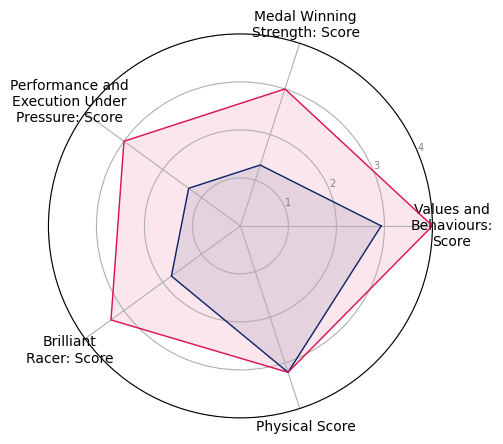 Medal Winning
Strength: Score
Performance and
Execution Under
Pressure: Score
4
3
2
1
Values and
Behaviours:
Score
Brilliant
Racer: Score
Physical Score